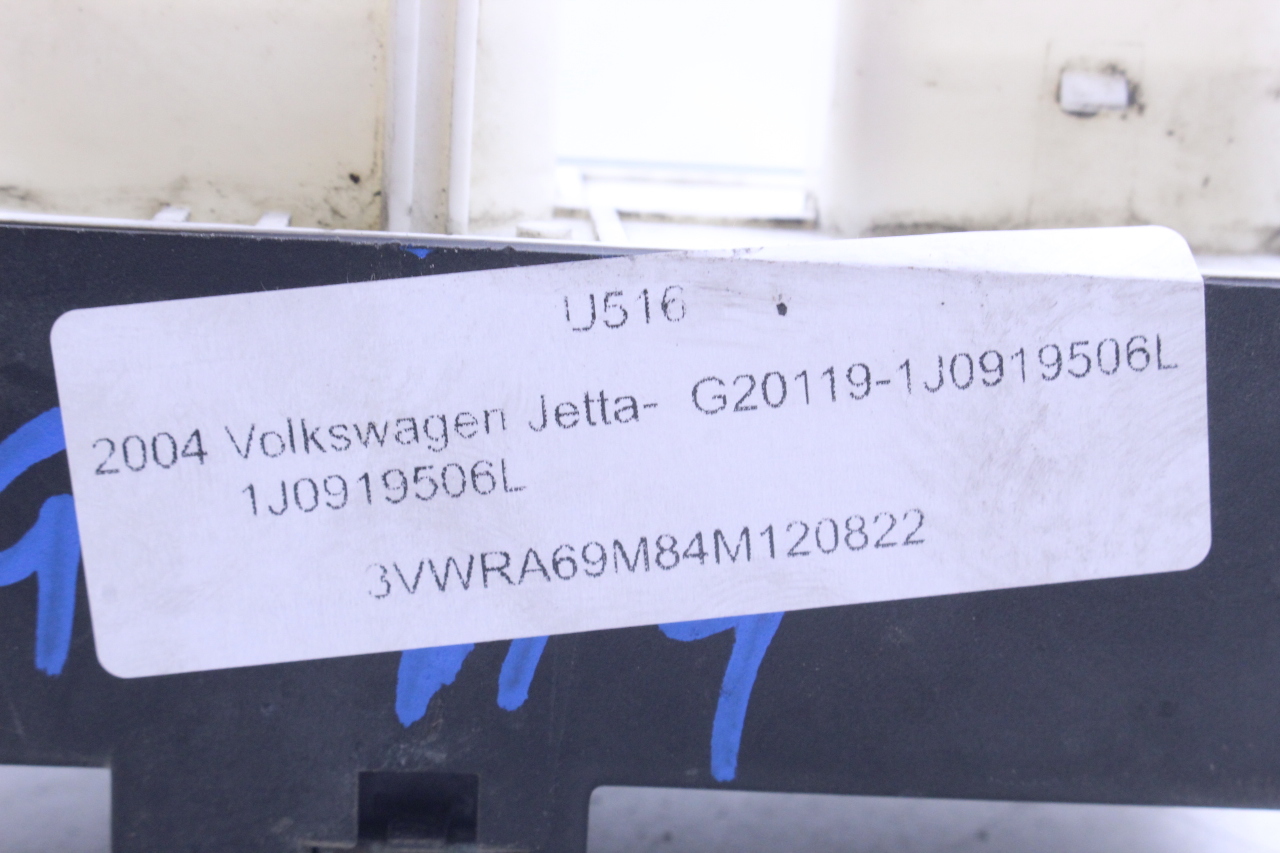 U516
2004 Volkswagen Jetta- G20119-1J0919506L
1J0919506L
3VWRA69M84M120822